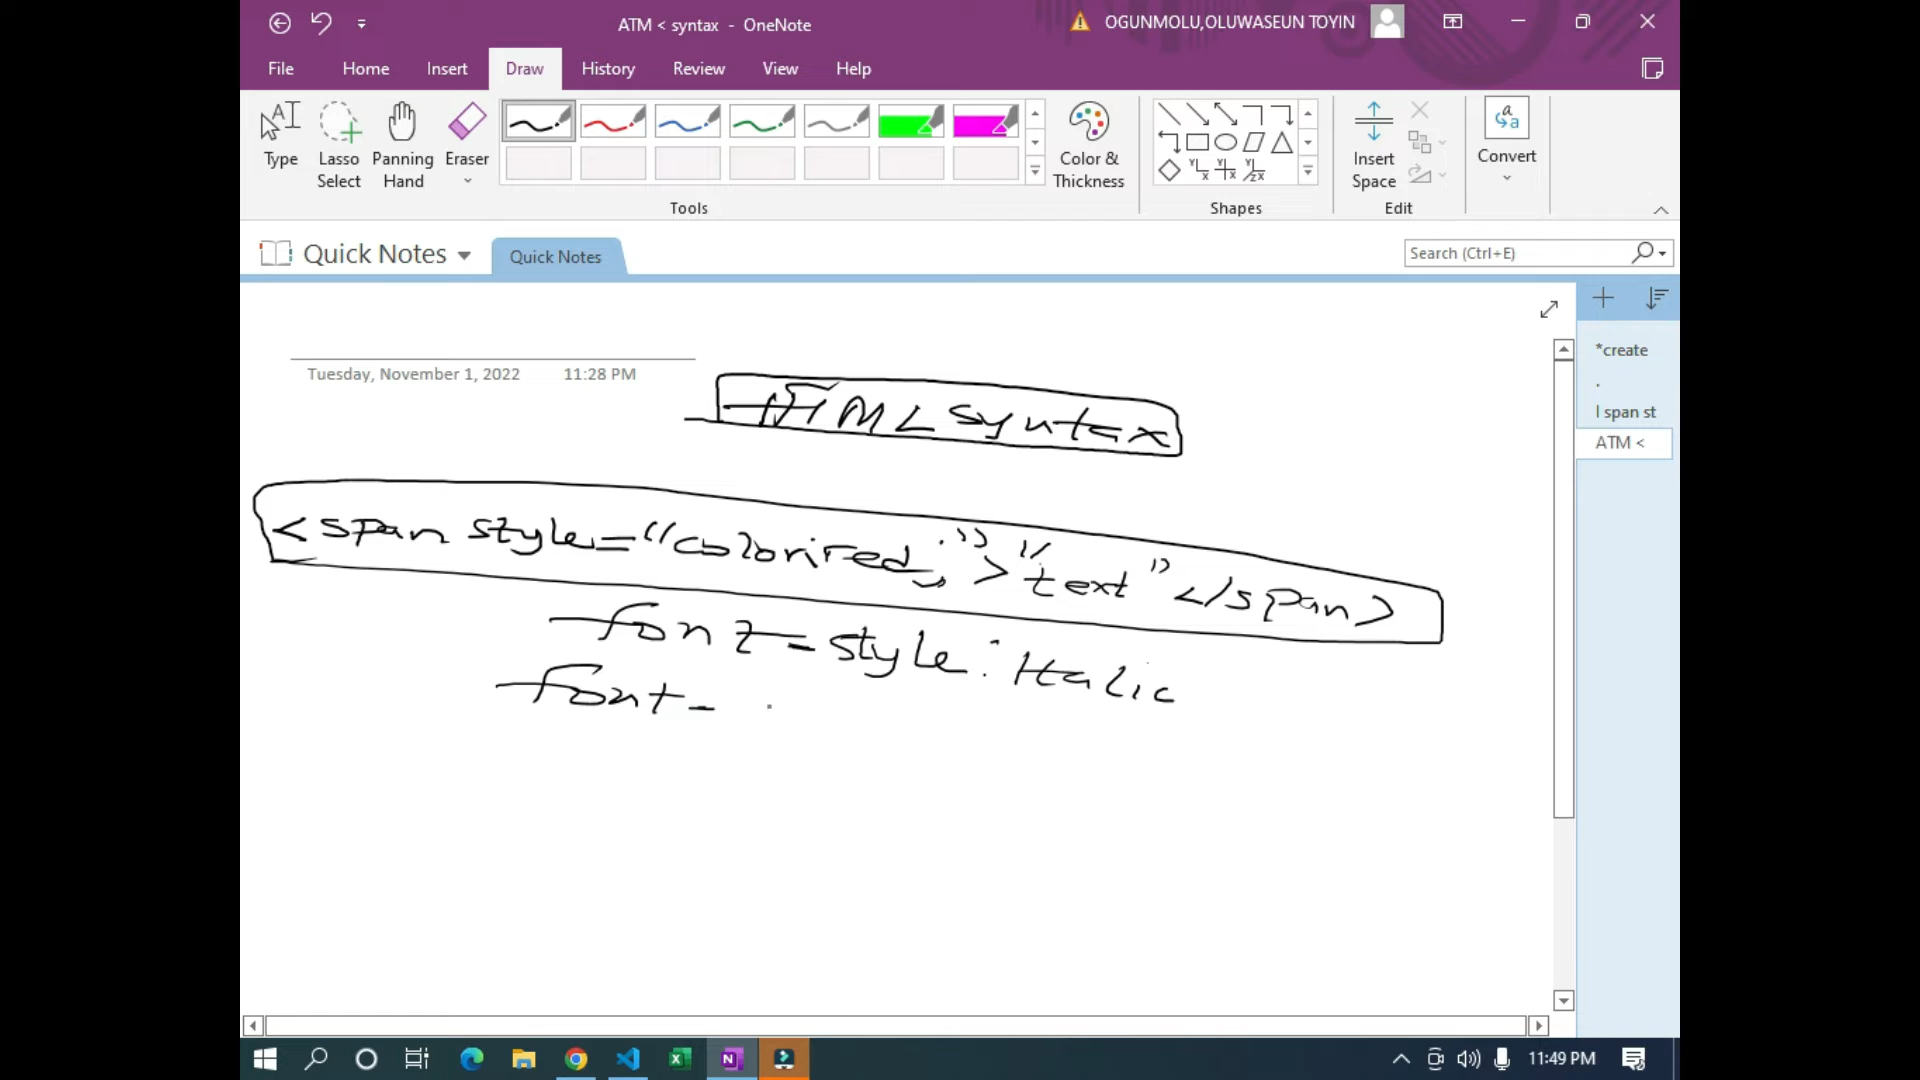 ATM < syntax - OneNote
OGUNMOLU,OLUWASEUN TOYIN
File Home Insert Draw History Review View Help
Type
Lasso Select
Panning Hand
Eraser
Color & Thickness
Insert Space
Convert
Tools
Shapes
Edit
Quick Notes
Quick Notes
Search (Ctrl+E)
*create
.
I span st
ATM <
Tuesday, November 1, 2022 11:28 PM
HTML syntax
<span style="color:red;">"text"</span>
font-style: Italic
font-
11:49 PM